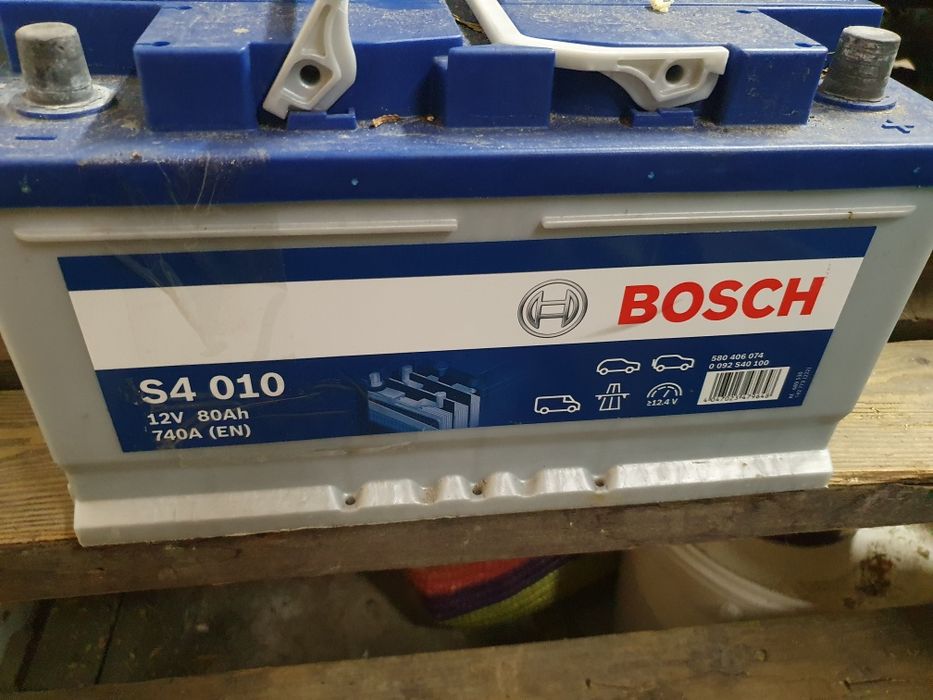 - +
BOSCH
S4 010
12V 80Ah
740A (EN)
580 406 074
0 092 S40 100
≥12.4 V